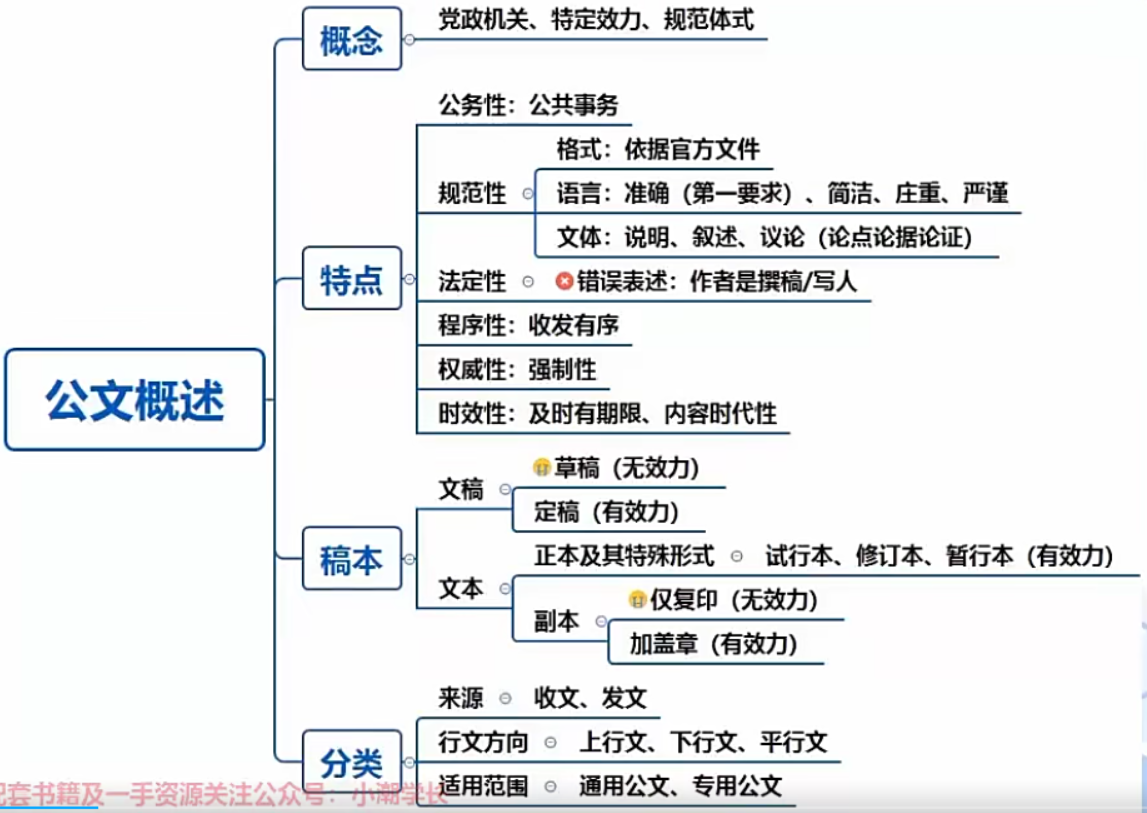 公文概述
概念
党政机关、特定效力、规范体式
特点
公务性：公共事务
规范性
格式：依据官方文件
语言：准确（第一要求）、简洁、庄重、严谨
文体：说明、叙述、议论（论点论据论证）
法定性
错误表述：作者是撰稿/写人
程序性：收发有序
权威性：强制性
时效性：及时有期限、内容时代性
稿本
文稿
草稿（无效力）
定稿（有效力）
文本
正本及其特殊形式
试行本、修订本、暂行本（有效力）
副本
仅复印（无效力）
加盖章（有效力）
分类
来源
收文、发文
行文方向
上行文、下行文、平行文
适用范围
通用公文、专用公文
配套书籍及一手资源关注公众号：小潮学长